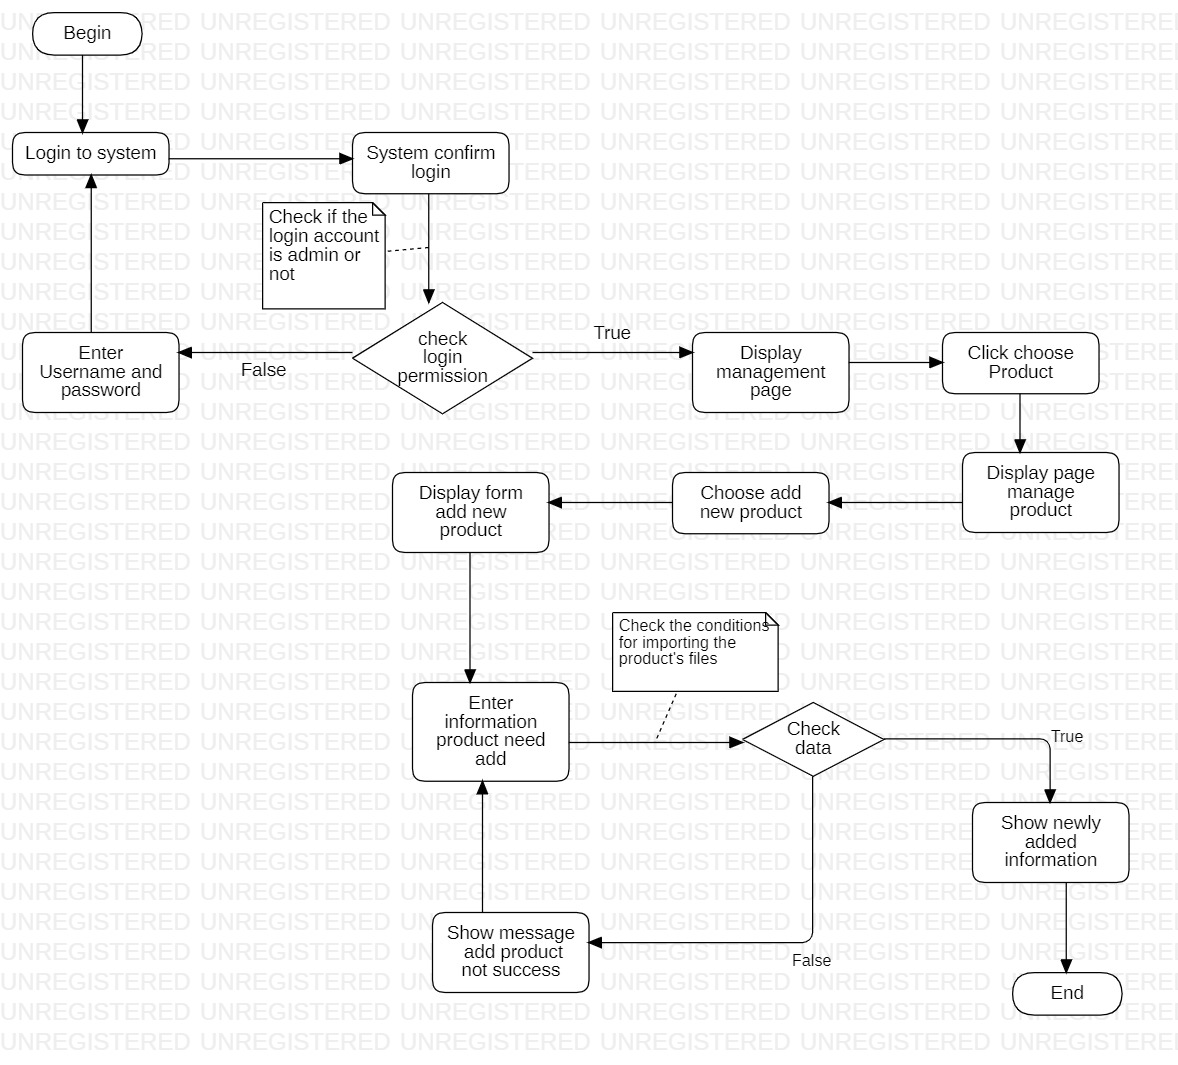 Begin
Login to system
System confirm
login
Check if the
login account
is admin or
not
check
login
permission
False
True
Enter
Username and
password
Display
management
page
Click choose
Product
Display page
manage
product
Choose add
new product
Display form
add new
product
Check the conditions
for importing the
product's files
Enter
information
product need
add
Check
data
True
Show newly
added
information
Show message
add product
not success
False
End
UNREGISTERED